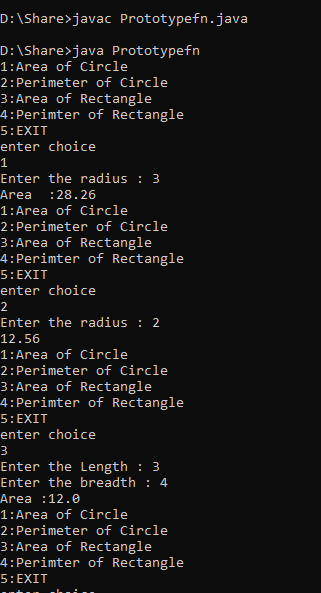 D:\Share>javac Prototypefn.java
D:\Share>java Prototypefn
1:Area of Circle
2:Perimeter of Circle
3:Area of Rectangle
4:Perimter of Rectangle
5:EXIT
enter choice
1
Enter the radius : 3
Area  :28.26
1:Area of Circle
2:Perimeter of Circle
3:Area of Rectangle
4:Perimter of Rectangle
5:EXIT
enter choice
2
Enter the radius : 2
12.56
1:Area of Circle
2:Perimeter of Circle
3:Area of Rectangle
4:Perimter of Rectangle
5:EXIT
enter choice
3
Enter the Length : 3
Enter the breadth : 4
Area :12.0
1:Area of Circle
2:Perimeter of Circle
3:Area of Rectangle
4:Perimter of Rectangle
5:EXIT
enter choice